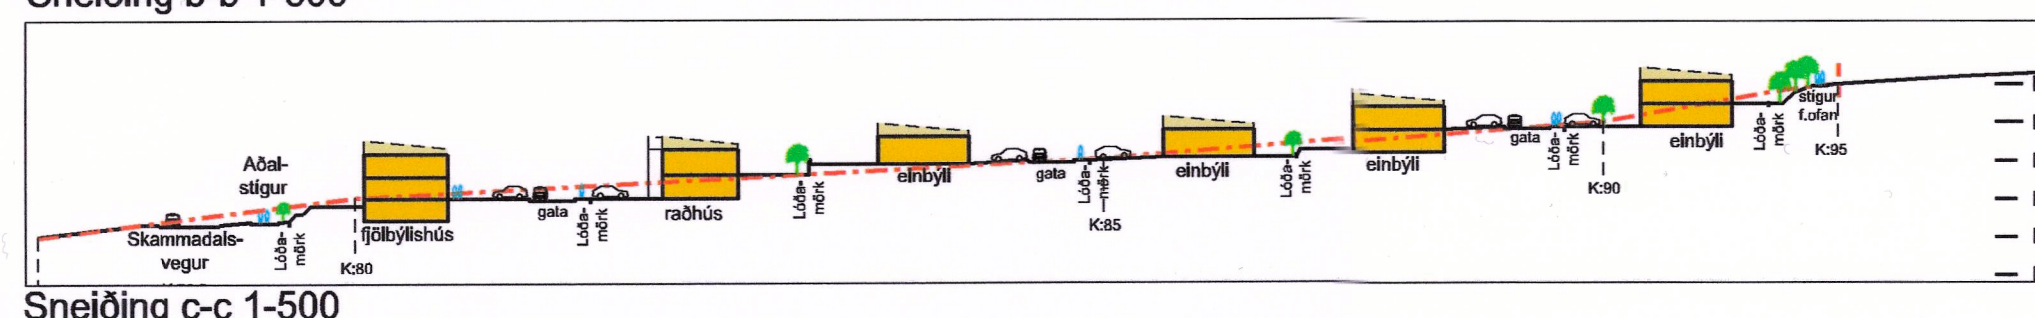 Sneiðing b-b 1-500
Aðal-
stígur
Skammadals-
vegur
Lóða-
mörk
K:80
fjölbýlishús
gata
Lóða-
mörk
raðhús
Lóða-
mörk
einbýli
gata
Lóða-
mörk
K:85
einbýli
Lóða-
mörk
einbýli
gata
Lóða-
mörk
K:90
einbýli
Lóða-
mörk
stígur
f.ofan
K:95
Sneiðing c-c 1-500